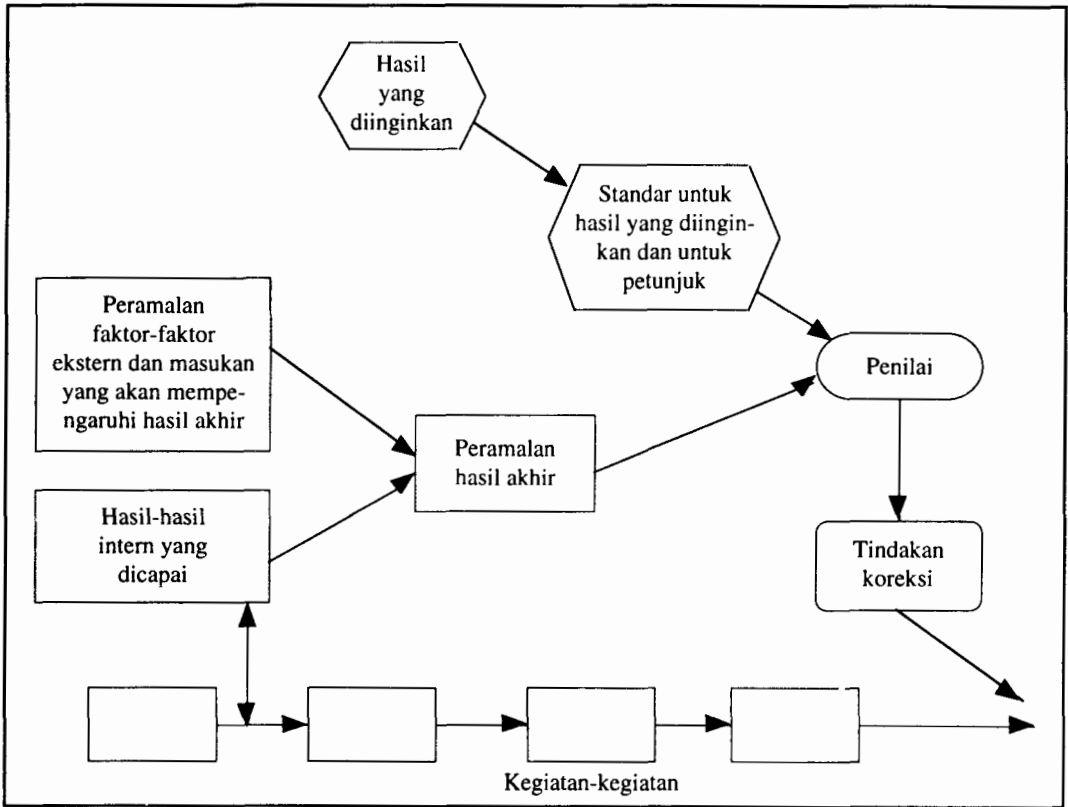 Hasil
yang
diinginkan
Standar untuk
hasil yang diingin-
kan dan untuk
petunjuk
Peramalan
faktor-faktor
ekstern dan masukan
yang akan mempe-
ngaruhi hasil akhir
Penilai
Peramalan
hasil akhir
Hasil-hasil
intern yang
dicapai
Tindakan
koreksi
Kegiatan-kegiatan